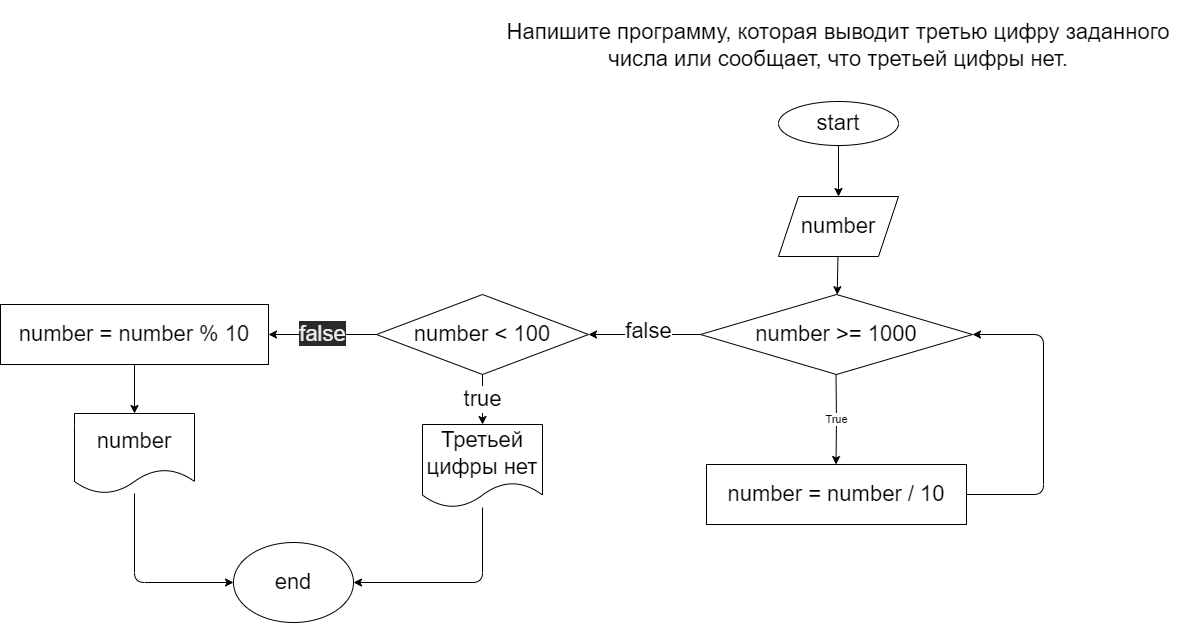 Напишите программу, которая выводит третью цифру заданного
числа или сообщает, что третьей цифры нет.
start
number
number >= 1000
True
number = number / 10
false
number < 100
true
Третьей
цифры нет
false
number = number % 10
number
end